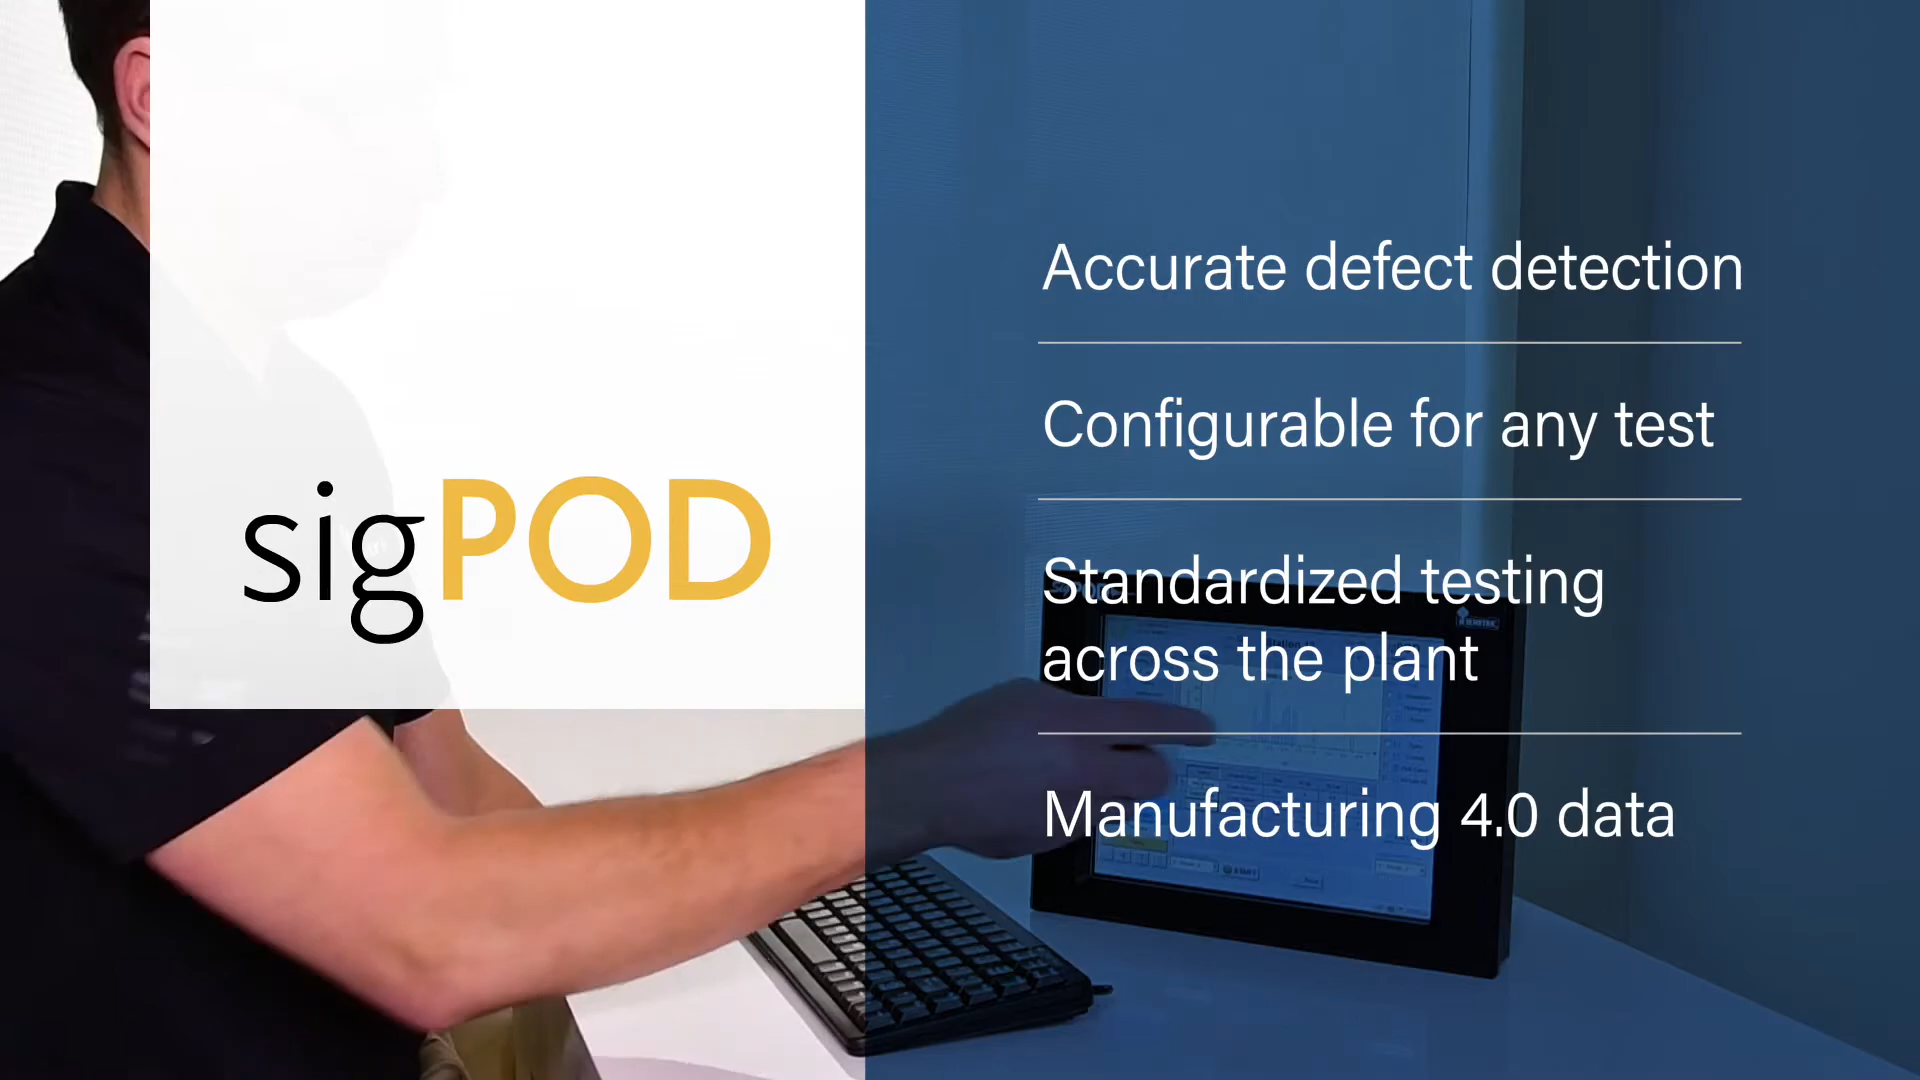 sigPOD
Accurate defect detection
Configurable for any test
Standardized testing
across the plant
Manufacturing 4.0 data